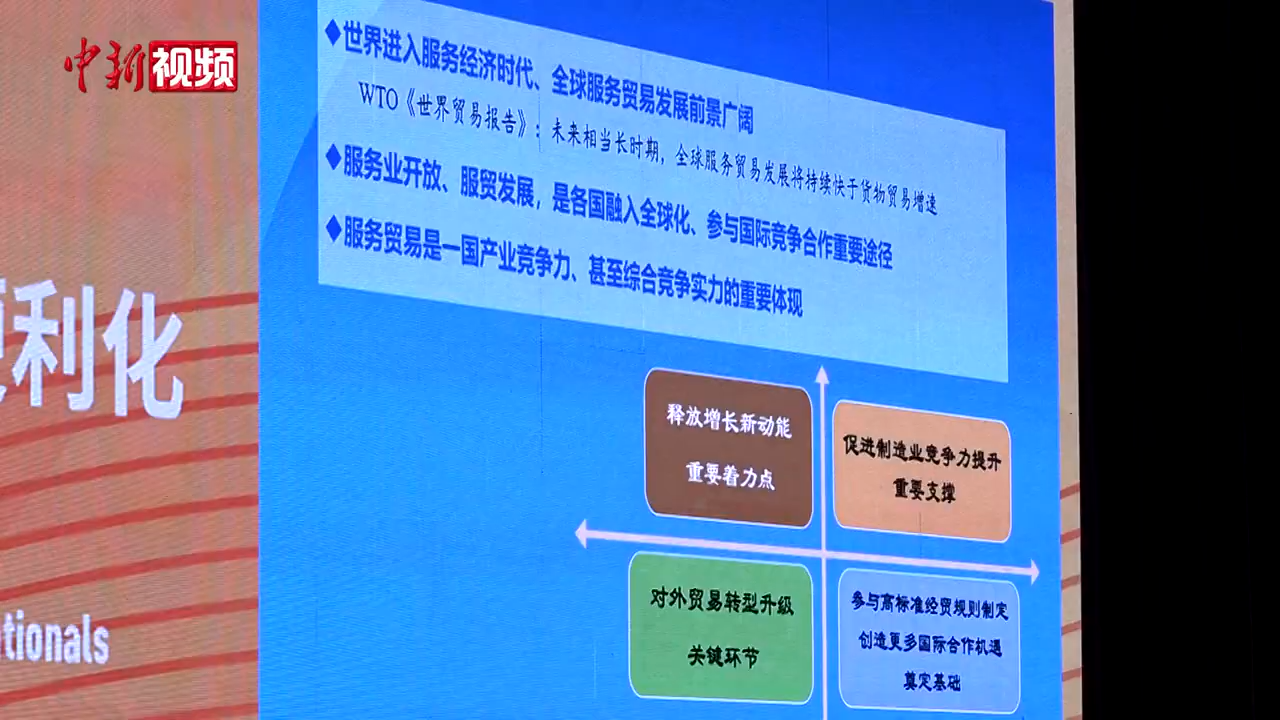 中新视频
◆世界进入服务经济时代、全球服务贸易发展前景广阔
WTO《世界贸易报告》：未来相当长时期，全球服务贸易发展将持续快于货物贸易增速
◆服务业开放、服贸发展，是各国融入全球化、参与国际竞争合作重要途径
◆服务贸易是一国产业竞争力、甚至综合竞争实力的重要体现
利化
tionals
释放增长新动能
重要着力点
促进制造业竞争力提升
重要支撑
对外贸易转型升级
关键环节
参与高标准经贸规则制定
创造更多国际合作机遇
奠定基础